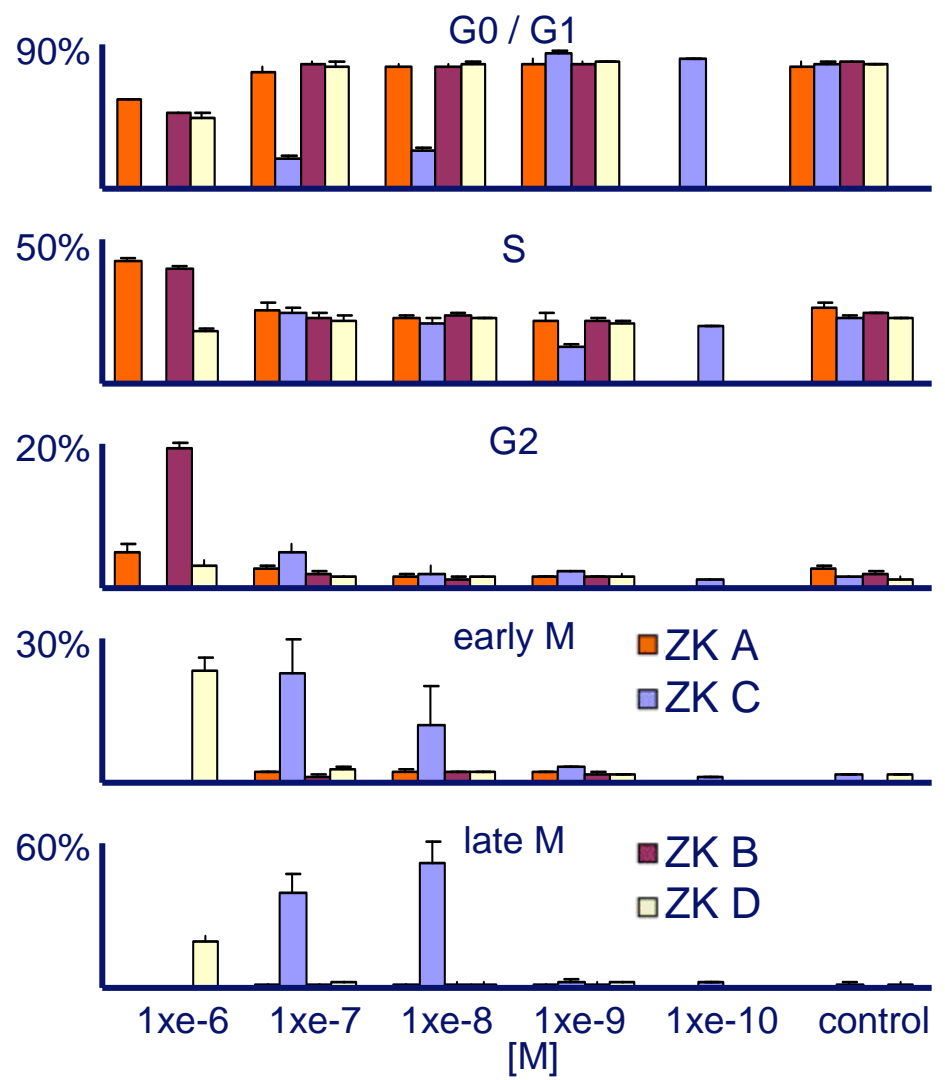 G0 / G1
90%
S
50%
G2
20%
early M
30%
ZK A
ZK C
late M
60%
ZK B
ZK D
1xe-6 1xe-7 1xe-8 1xe-9 1xe-10 control
[M]